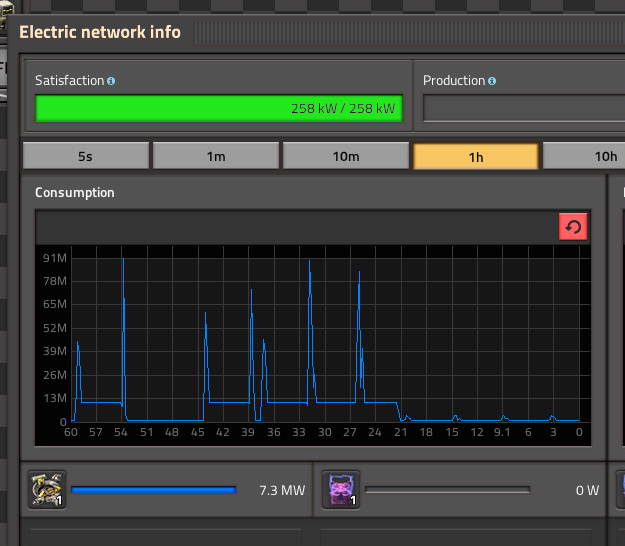 Electric network info
Satisfaction
Production
258 kW / 258 kW
5s
1m
10m
1h
10h
Consumption
91M
78M
65M
52M
39M
26M
13M
0
60 57 54 51 48 45 42 39 36 33 30 27 24 21 18 15 12 9.1 6 3 0
1
7.3 MW
1
0 W